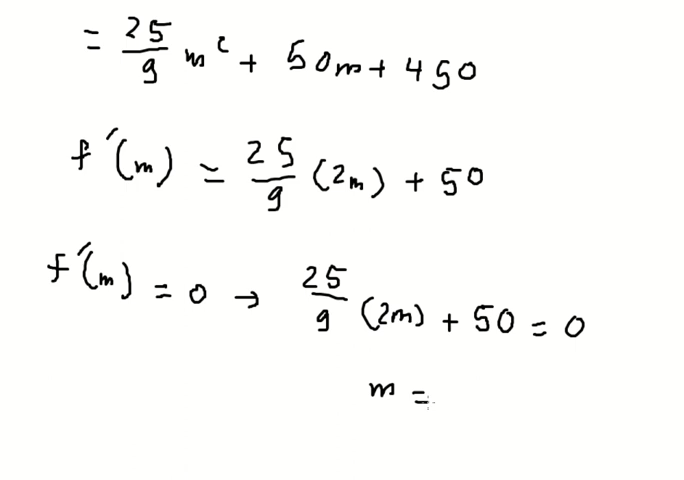 = 25/9 m² + 50m + 450
f'(m) = 25/9 (2m) + 50
f'(m) = 0 → 25/9 (2m) + 50 = 0
m =